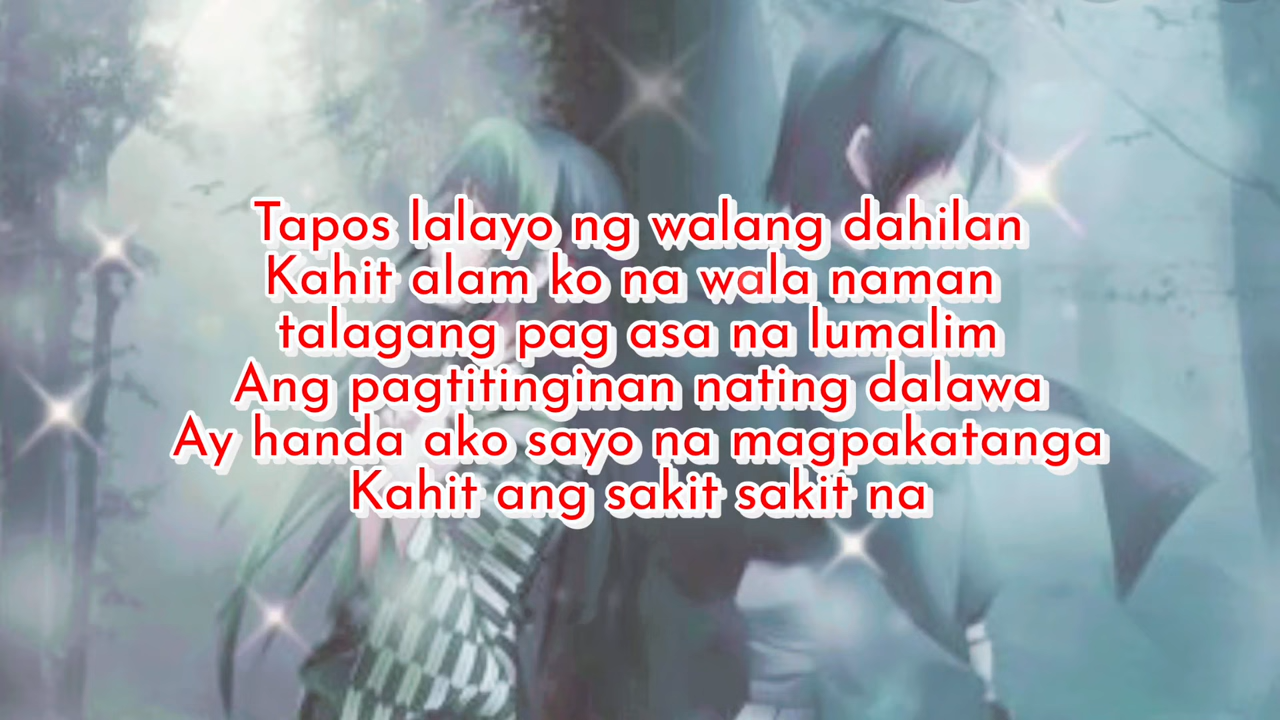 Tapos lalayo ng walang dahilan
Kahit alam ko na wala naman
talagang pag asa na lumalim
Ang pagtitinginan nating dalawa
Ay handa ako sayo na magpakatanga
Kahit ang sakit sakit na